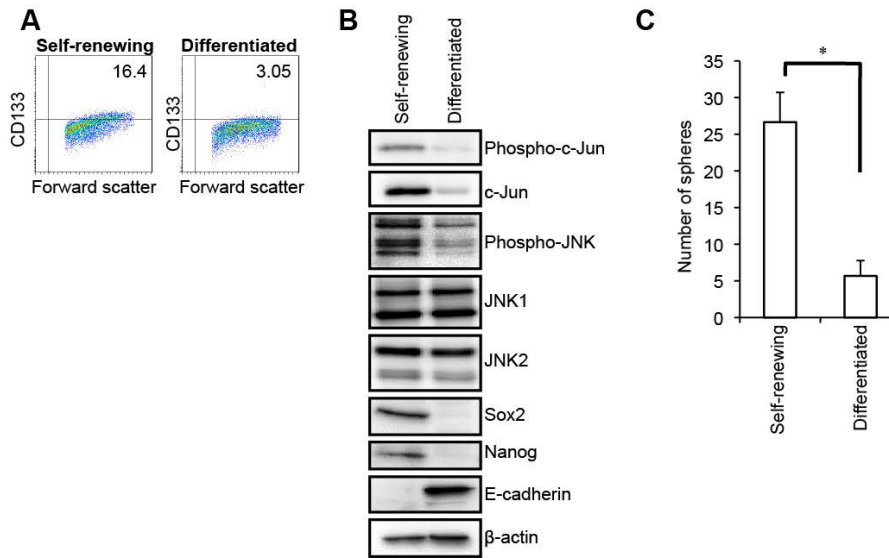 A
Self-renewing
Differentiated
16.4
3.05
CD133
CD133
Forward scatter
Forward scatter
B
Self-renewing
Differentiated
Phospho-c-Jun
c-Jun
Phospho-JNK
JNK1
JNK2
Sox2
Nanog
E-cadherin
β-actin
C
*
Number of spheres
35
30
25
20
15
10
5
0
Self-renewing
Differentiated